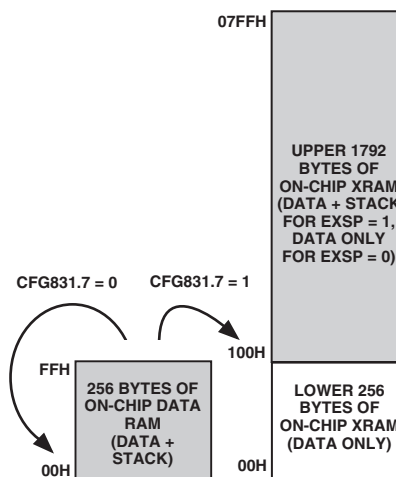 07FFH
UPPER 1792
BYTES OF
ON-CHIP XRAM
(DATA + STACK
FOR EXSP = 1,
DATA ONLY
FOR EXSP = 0)
CFG831.7 = 0
CFG831.7 = 1
100H
FFH
256 BYTES OF
ON-CHIP DATA
RAM
(DATA +
STACK)
00H
LOWER 256
BYTES OF
ON-CHIP XRAM
(DATA ONLY)
00H